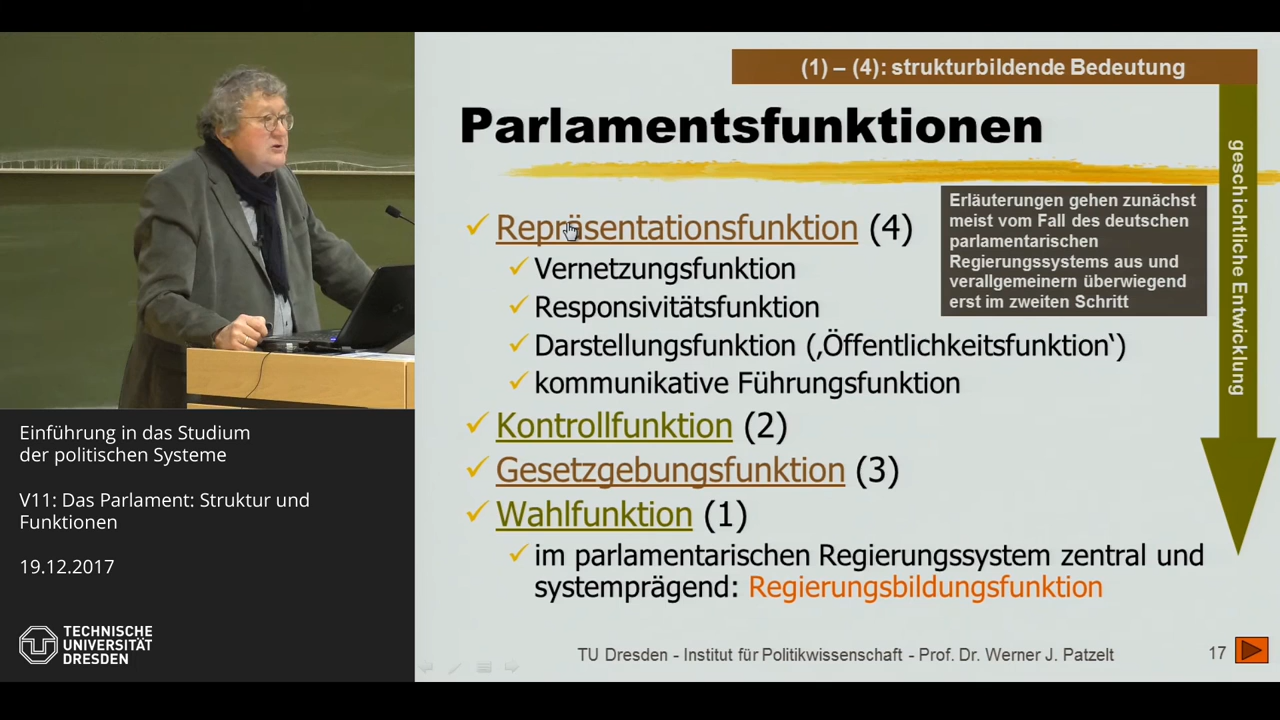 (1) – (4): strukturbildende Bedeutung
Parlamentsfunktionen
Repräsentationsfunktion (4)
Vernetzungsfunktion
Responsivitätsfunktion
Darstellungsfunktion (‚Öffentlichkeitsfunktion‘)
kommunikative Führungsfunktion
Kontrollfunktion (2)
Gesetzgebungsfunktion (3)
Wahlfunktion (1)
im parlamentarischen Regierungssystem zentral und
systemprägend: Regierungsbildungsfunktion
Erläuterungen gehen zunächst
meist vom Fall des deutschen
parlamentarischen
Regierungssystems aus und
verallgemeinern überwiegend
erst im zweiten Schritt
geschichtliche Entwicklung
TU Dresden - Institut für Politikwissenschaft - Prof. Dr. Werner J. Patzelt
17
Einführung in das Studium
der politischen Systeme
V11: Das Parlament: Struktur und
Funktionen
19.12.2017
TECHNISCHE
UNIVERSITÄT
DRESDEN